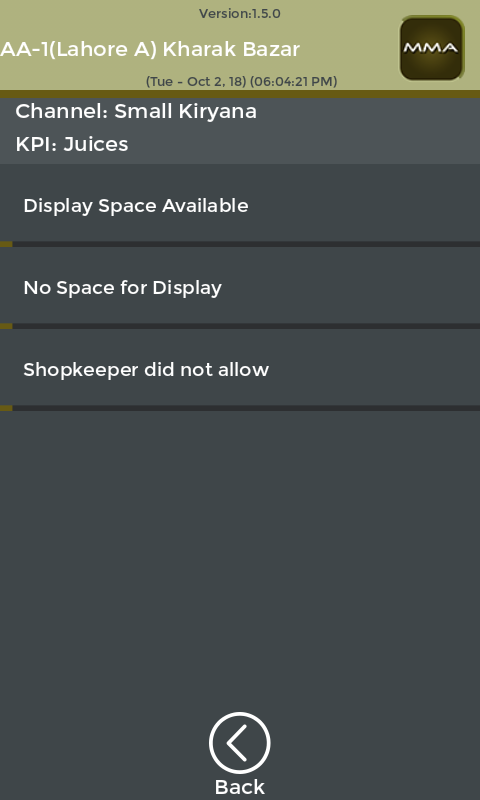 Version:1.5.0
AA-1(Lahore A) Kharak Bazar
MMA
(Tue - Oct 2, 18) (06:04:21 PM)
Channel: Small Kiryana
KPI: Juices
Display Space Available
No Space for Display
Shopkeeper did not allow
Back